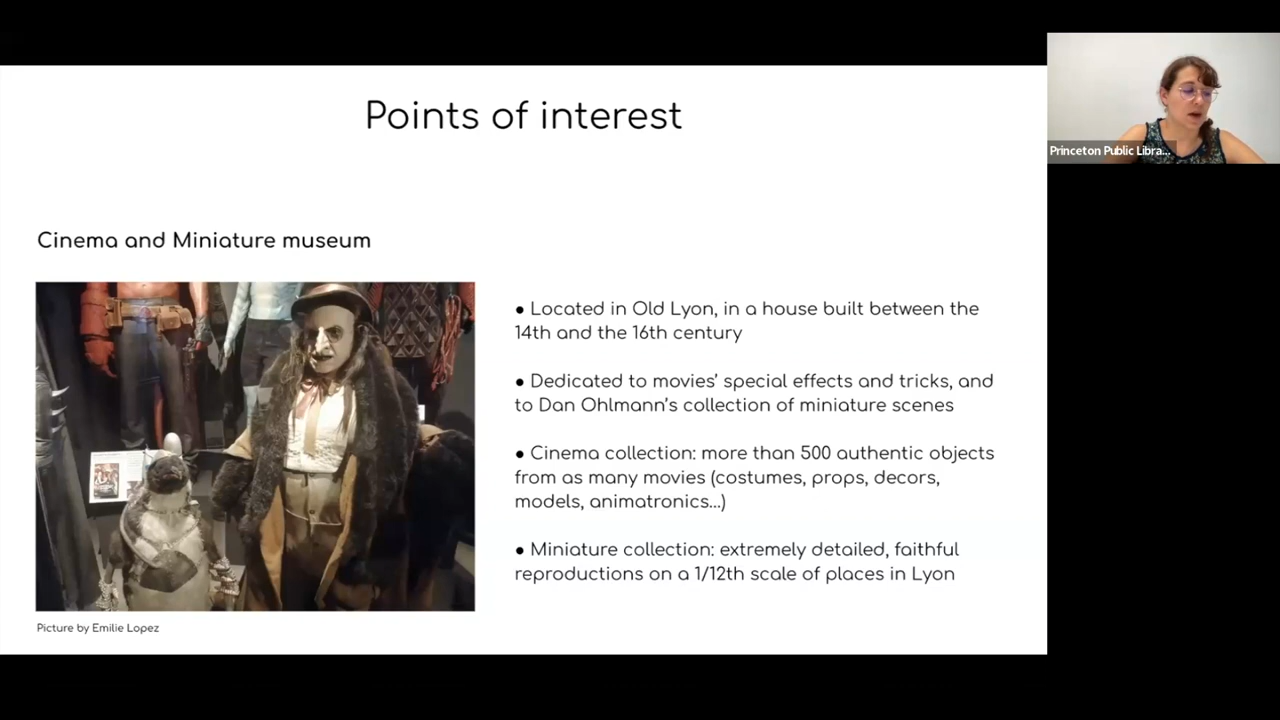 Points of interest
Princeton Public Libra...
Cinema and Miniature museum
● Located in Old Lyon, in a house built between the
14th and the 16th century
● Dedicated to movies’ special effects and tricks, and
to Dan Ohlmann’s collection of miniature scenes
● Cinema collection: more than 500 authentic objects
from as many movies (costumes, props, decors,
models, animatronics...)
● Miniature collection: extremely detailed, faithful
reproductions on a 1/12th scale of places in Lyon
Picture by Emilie Lopez